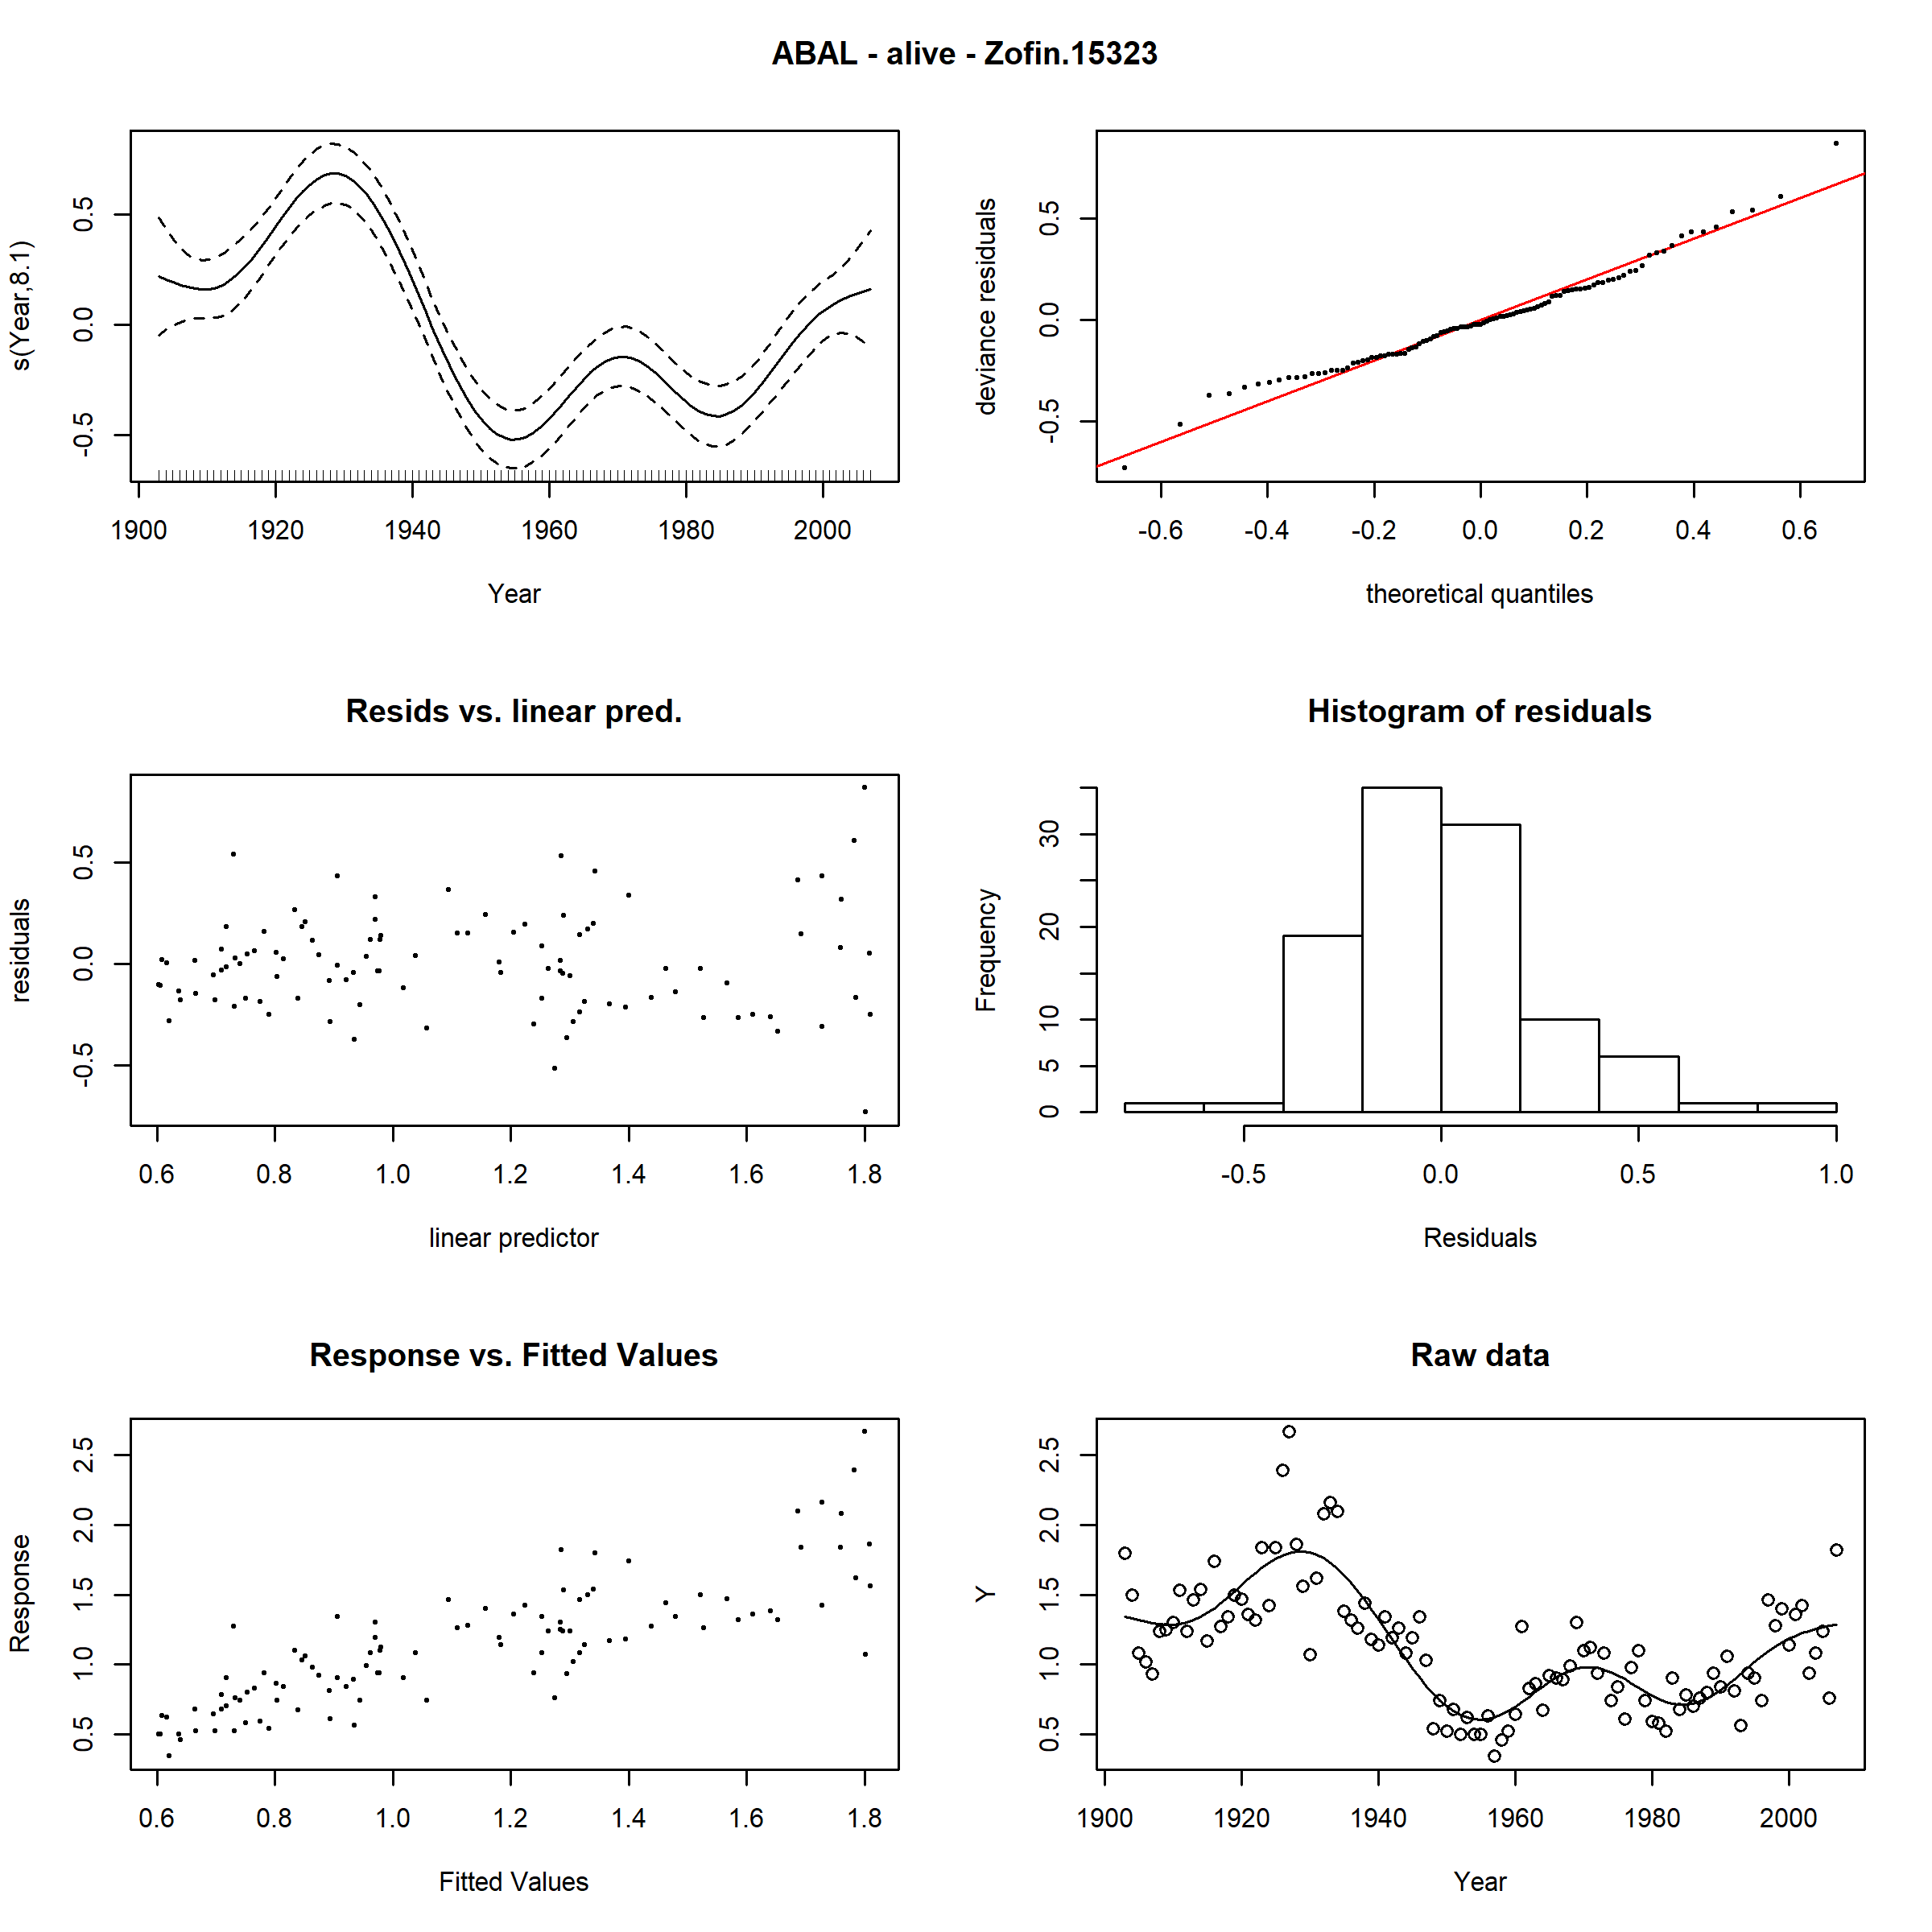 ABAL - alive - Zofin.15323
s(Year,8.1)
-0.5 0.0 0.5
1900 1920 1940 1960 1980 2000
Year
deviance residuals
-0.5 0.0 0.5
-0.6 -0.4 -0.2 0.0 0.2 0.4 0.6
theoretical quantiles
Resids vs. linear pred.
residuals
-0.5 0.0 0.5
0.6 0.8 1.0 1.2 1.4 1.6 1.8
linear predictor
Histogram of residuals
Frequency
0 5 10 20 30
-0.5 0.0 0.5 1.0
Residuals
Response vs. Fitted Values
Response
0.5 1.0 1.5 2.0 2.5
0.6 0.8 1.0 1.2 1.4 1.6 1.8
Fitted Values
Raw data
Y
0.5 1.0 1.5 2.0 2.5
1900 1920 1940 1960 1980 2000
Year